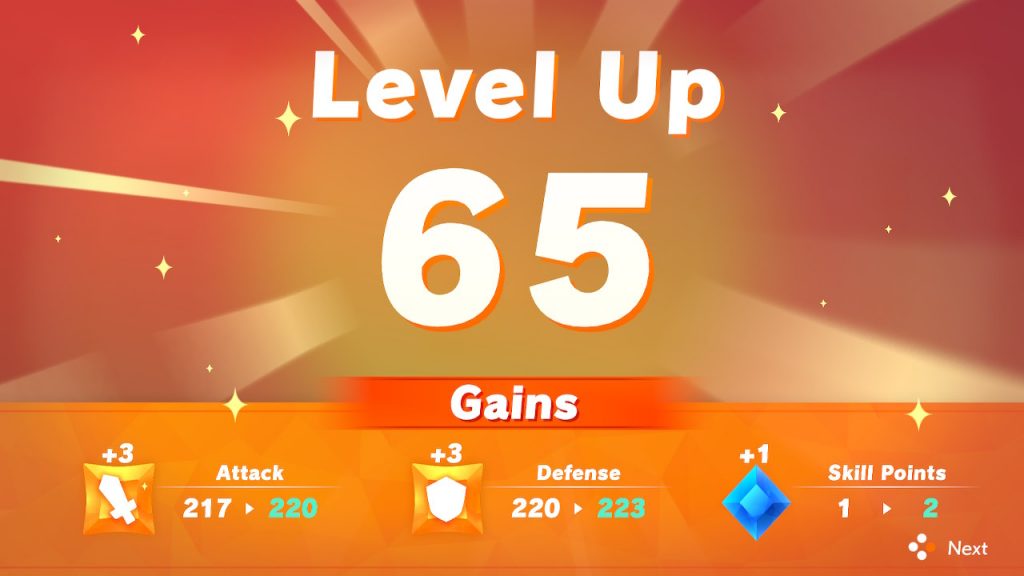 Level Up
65
Gains
+3
Attack
217 ▸ 220
+3
Defense
220 ▸ 223
+1
Skill Points
1 ▸ 2
Next